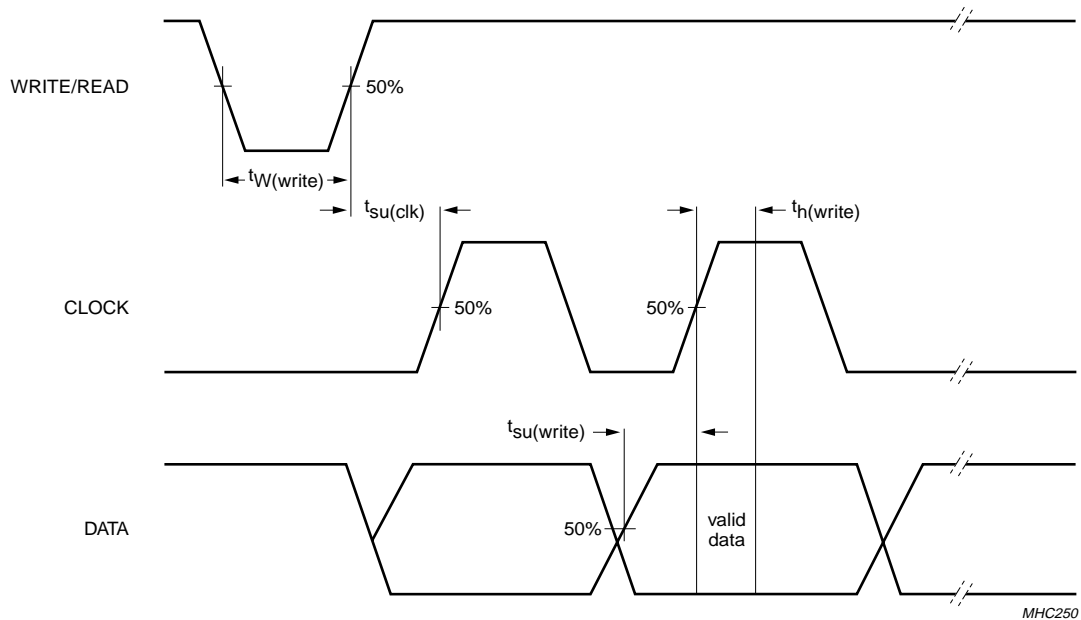 WRITE/READ
50%
tW(write)
tsu(clk)
th(write)
CLOCK
50%
50%
tsu(write)
DATA
50%
valid
data
MHC250